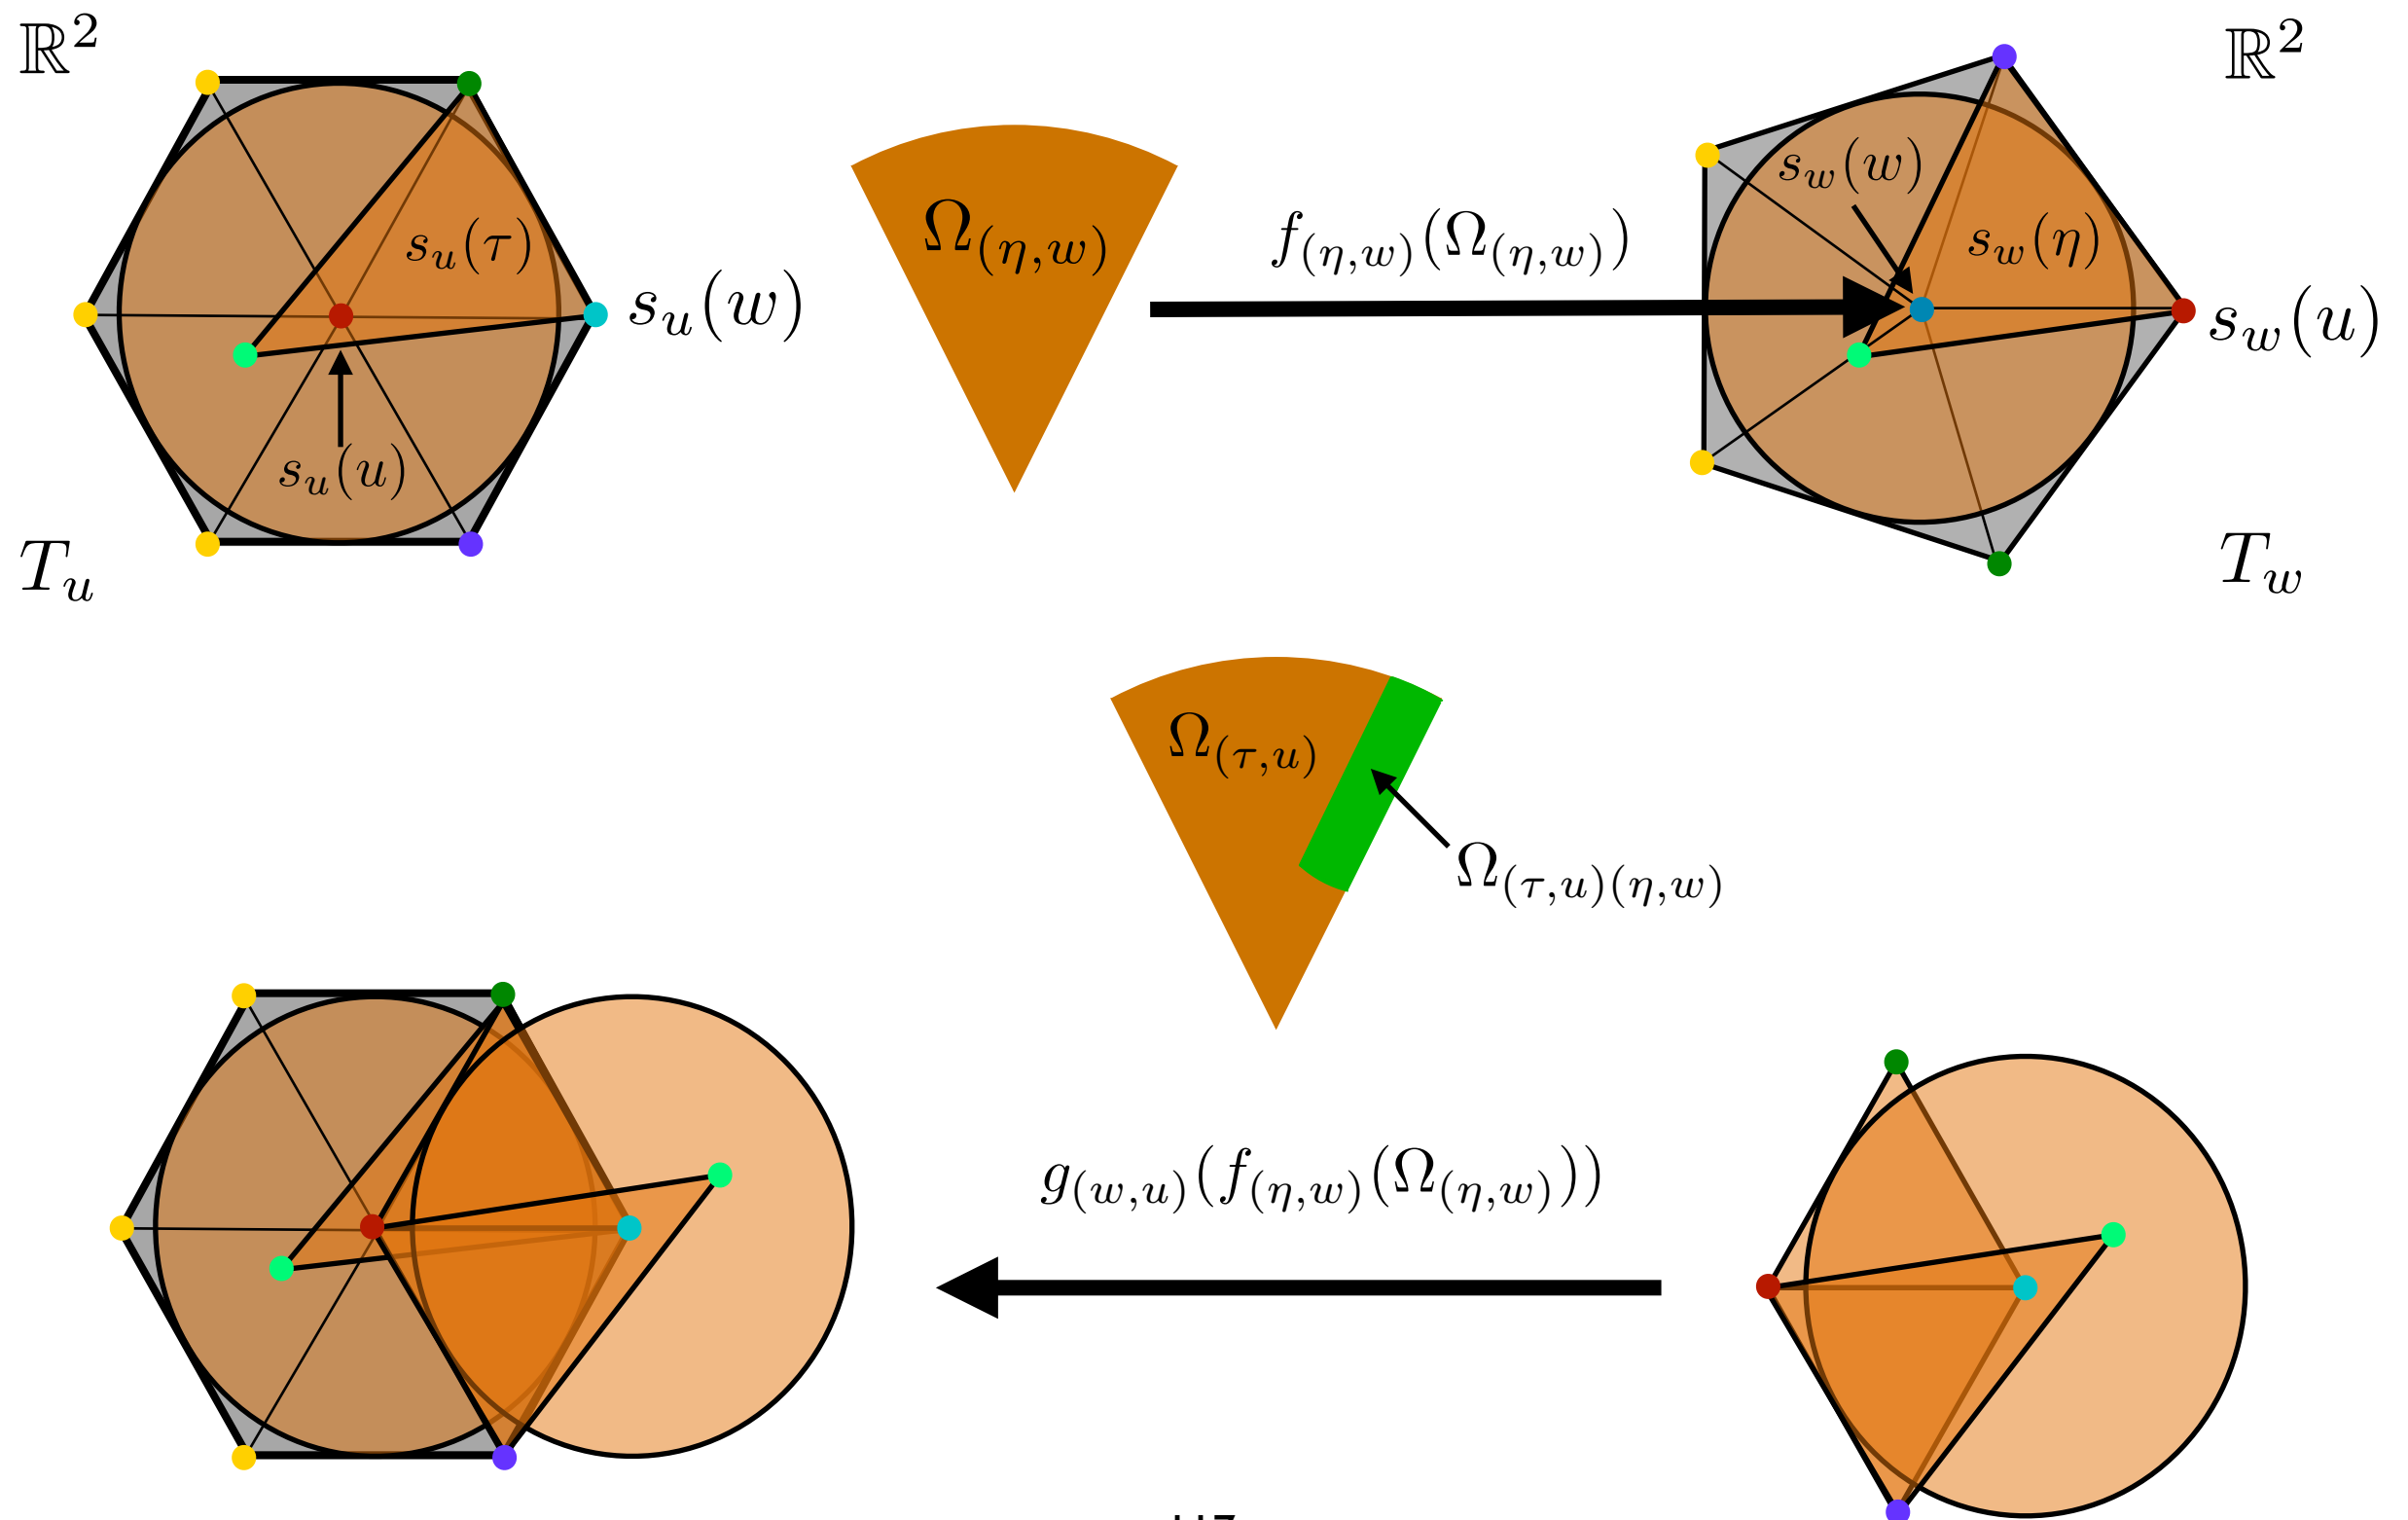 ℝ²
ℝ²
s_w(w)
Ω_(η,w)
f_(η,w)(Ω_(η,w))
s_u(τ)
s_w(η)
s_u(w)
s_w(u)
s_u(u)
T_u
T_w
Ω_(τ,u)
Ω_(τ,u)(η,w)
g_(w,u)(f_(η,w)(Ω_(η,w)))